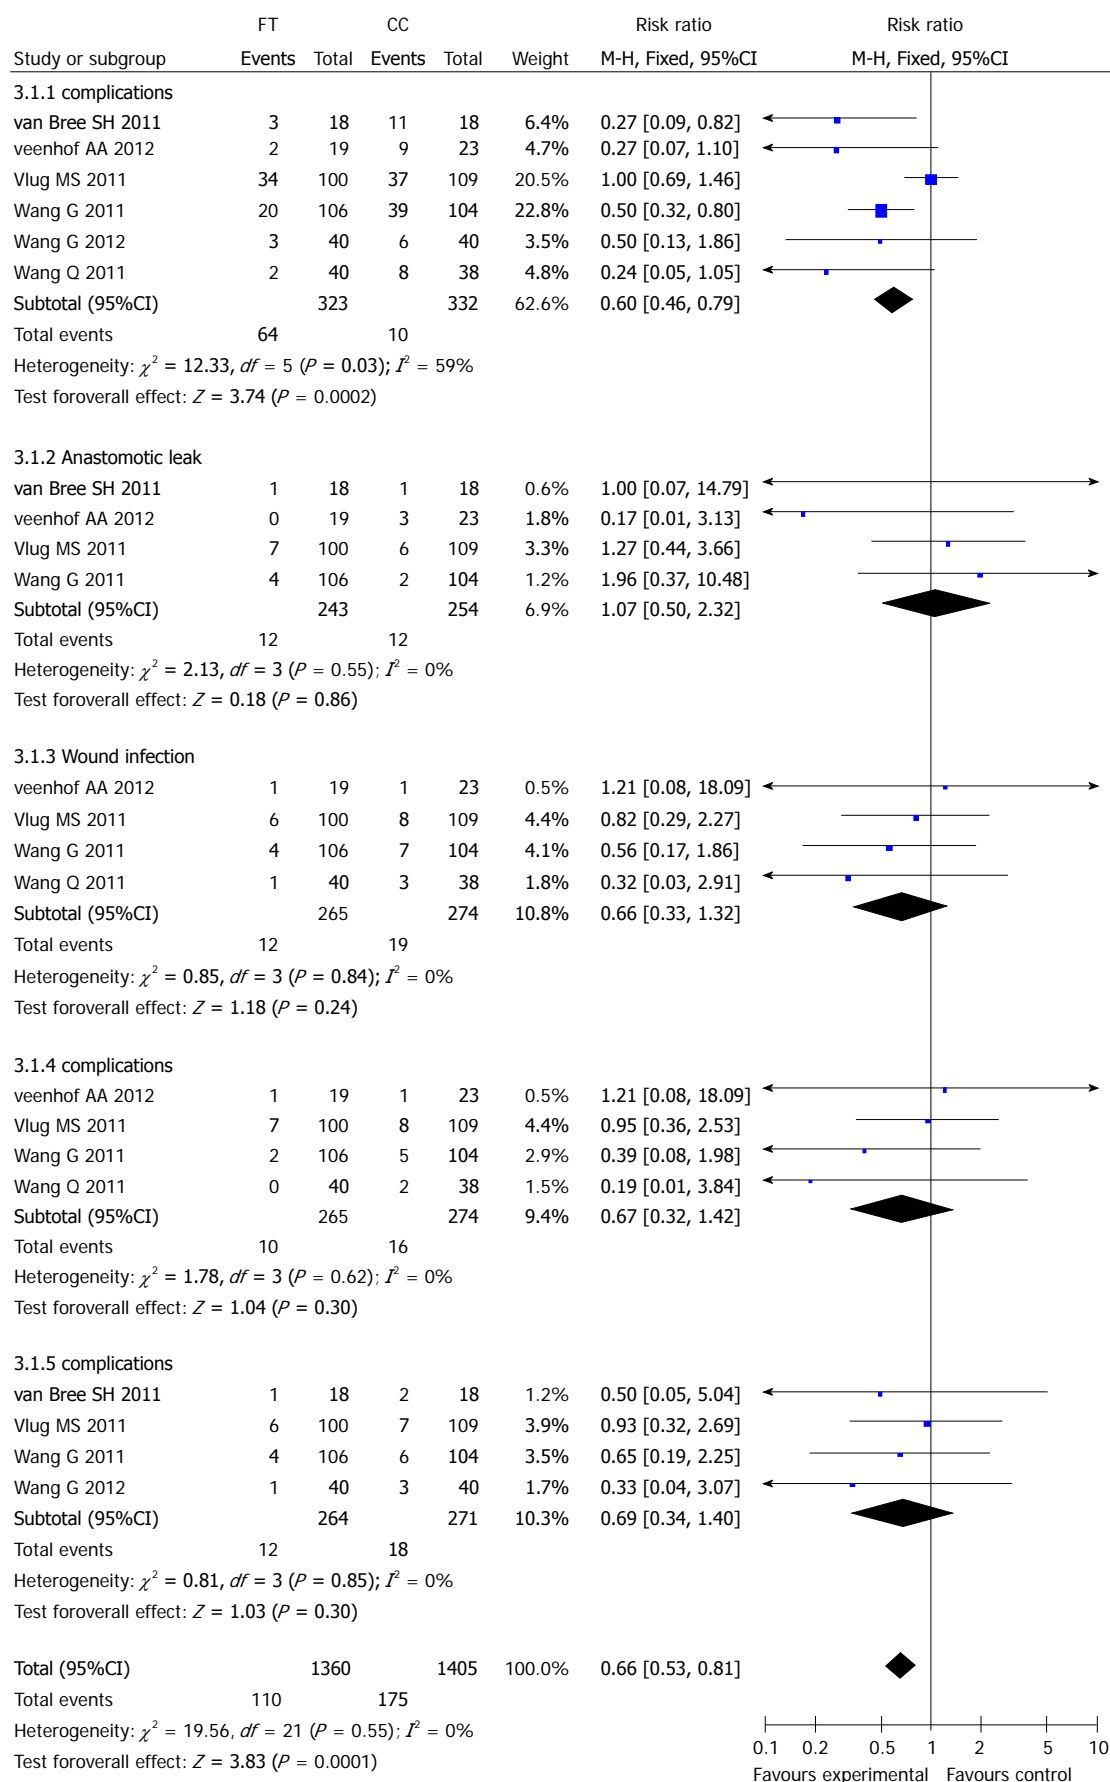 FT CC Risk ratio Risk ratio
Study or subgroup Events Total Events Total Weight M-H, Fixed, 95%CI M-H, Fixed, 95%CI
3.1.1 complications
van Bree SH 2011 3 18 11 18 6.4% 0.27 [0.09, 0.82]
veenhof AA 2012 2 19 9 23 4.7% 0.27 [0.07, 1.10]
Vlug MS 2011 34 100 37 109 20.5% 1.00 [0.69, 1.46]
Wang G 2011 20 106 39 104 22.8% 0.50 [0.32, 0.80]
Wang G 2012 3 40 6 40 3.5% 0.50 [0.13, 1.86]
Wang Q 2011 2 40 8 38 4.8% 0.24 [0.05, 1.05]
Subtotal (95%CI) 323 332 62.6% 0.60 [0.46, 0.79]
Total events 64 10
Heterogeneity: χ² = 12.33, df = 5 (P = 0.03); I² = 59%
Test foroverall effect: Z = 3.74 (P = 0.0002)
3.1.2 Anastomotic leak
van Bree SH 2011 1 18 1 18 0.6% 1.00 [0.07, 14.79]
veenhof AA 2012 0 19 3 23 1.8% 0.17 [0.01, 3.13]
Vlug MS 2011 7 100 6 109 3.3% 1.27 [0.44, 3.66]
Wang G 2011 4 106 2 104 1.2% 1.96 [0.37, 10.48]
Subtotal (95%CI) 243 254 6.9% 1.07 [0.50, 2.32]
Total events 12 12
Heterogeneity: χ² = 2.13, df = 3 (P = 0.55); I² = 0%
Test foroverall effect: Z = 0.18 (P = 0.86)
3.1.3 Wound infection
veenhof AA 2012 1 19 1 23 0.5% 1.21 [0.08, 18.09]
Vlug MS 2011 6 100 8 109 4.4% 0.82 [0.29, 2.27]
Wang G 2011 4 106 7 104 4.1% 0.56 [0.17, 1.86]
Wang Q 2011 1 40 3 38 1.8% 0.32 [0.03, 2.91]
Subtotal (95%CI) 265 274 10.8% 0.66 [0.33, 1.32]
Total events 12 19
Heterogeneity: χ² = 0.85, df = 3 (P = 0.84); I² = 0%
Test foroverall effect: Z = 1.18 (P = 0.24)
3.1.4 complications
veenhof AA 2012 1 19 1 23 0.5% 1.21 [0.08, 18.09]
Vlug MS 2011 7 100 8 109 4.4% 0.95 [0.36, 2.53]
Wang G 2011 2 106 5 104 2.9% 0.39 [0.08, 1.98]
Wang Q 2011 0 40 2 38 1.5% 0.19 [0.01, 3.84]
Subtotal (95%CI) 265 274 9.4% 0.67 [0.32, 1.42]
Total events 10 16
Heterogeneity: χ² = 1.78, df = 3 (P = 0.62); I² = 0%
Test foroverall effect: Z = 1.04 (P = 0.30)
3.1.5 complications
van Bree SH 2011 1 18 2 18 1.2% 0.50 [0.05, 5.04]
Vlug MS 2011 6 100 7 109 3.9% 0.93 [0.32, 2.69]
Wang G 2011 4 106 6 104 3.5% 0.65 [0.19, 2.25]
Wang G 2012 1 40 3 40 1.7% 0.33 [0.04, 3.07]
Subtotal (95%CI) 264 271 10.3% 0.69 [0.34, 1.40]
Total events 12 18
Heterogeneity: χ² = 0.81, df = 3 (P = 0.85); I² = 0%
Test foroverall effect: Z = 1.03 (P = 0.30)
Total (95%CI) 1360 1405 100.0% 0.66 [0.53, 0.81]
Total events 110 175
Heterogeneity: χ² = 19.56, df = 21 (P = 0.55); I² = 0%
Test foroverall effect: Z = 3.83 (P = 0.0001)
0.1 0.2 0.5 1 2 5 10
Favours experimental Favours control